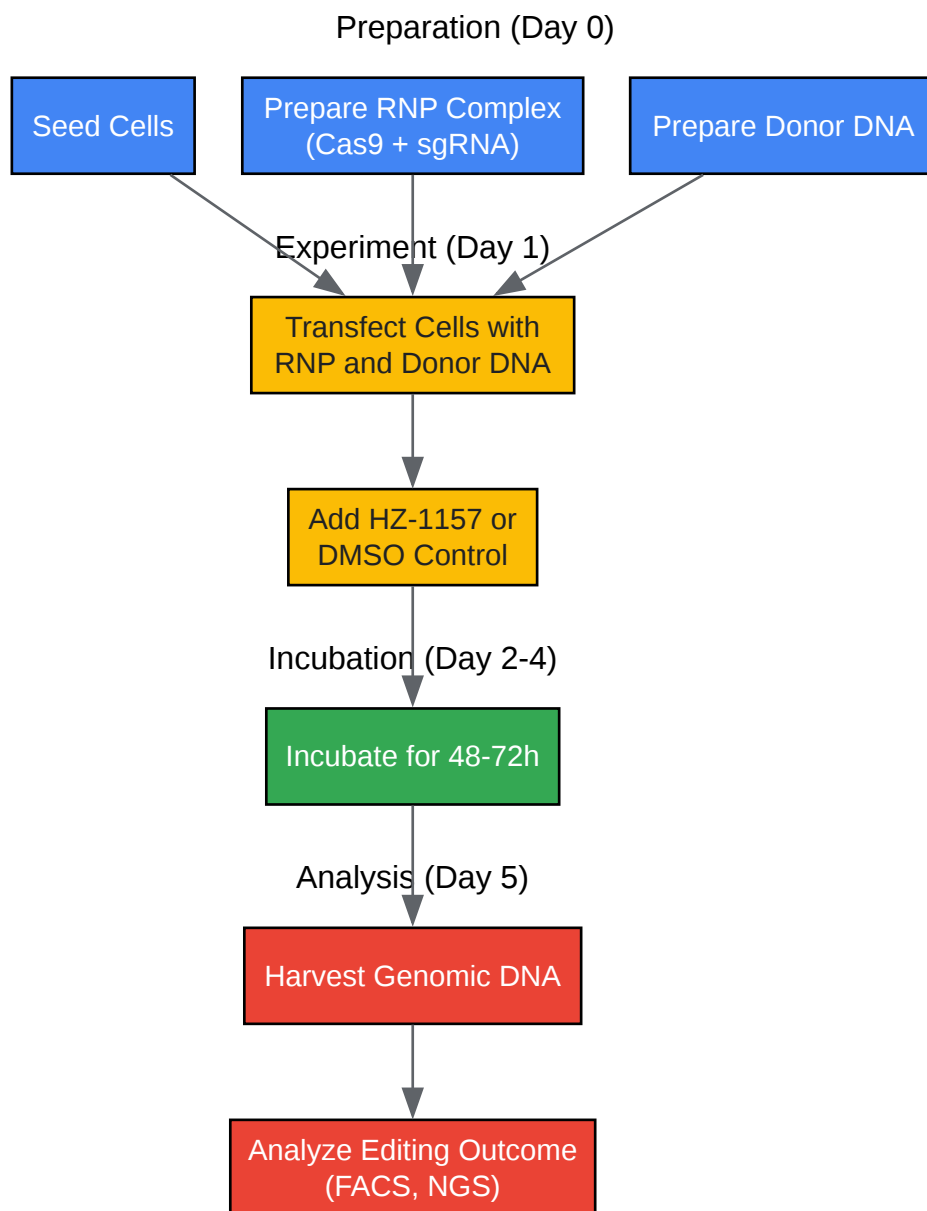 Preparation (Day 0)
Seed Cells
Prepare RNP Complex
(Cas9 + sgRNA)
Prepare Donor DNA
Experiment (Day 1)
Transfect Cells with
RNP and Donor DNA
Add HZ-1157 or
DMSO Control
Incubation (Day 2-4)
Incubate for 48-72h
Analysis (Day 5)
Harvest Genomic DNA
Analyze Editing Outcome
(FACS, NGS)